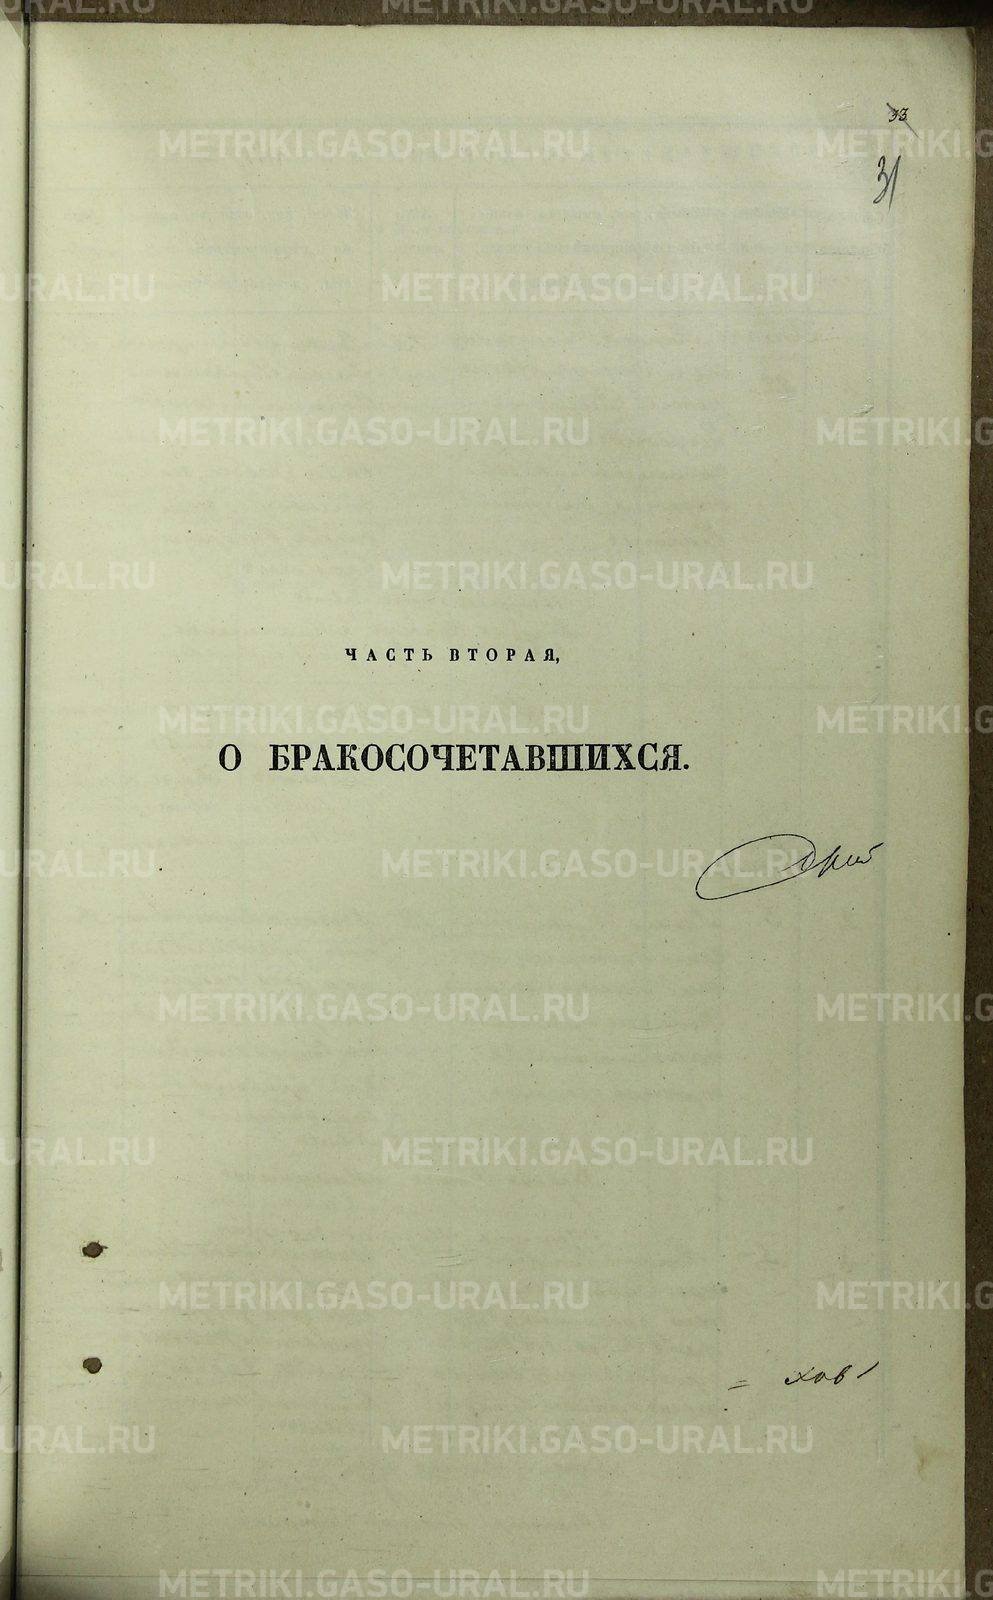 33
31
ЧАСТЬ ВТОРАЯ,
О БРАКОСОЧЕТАВШИХСЯ.
METRIKI.GASO-URAL.RU